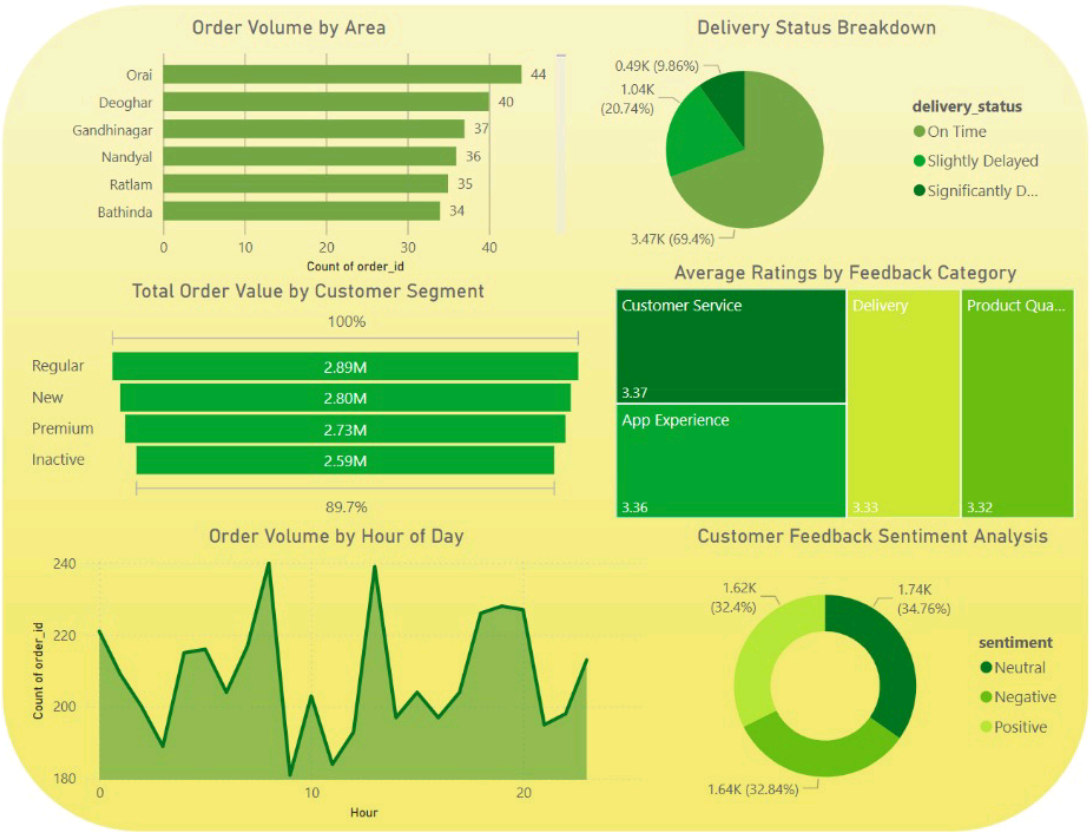 Order Volume by Area
Orai
44
Deoghar
40
Gandhinagar
37
Nandyal
36
Ratlam
35
Bathinda
34
0
10
20
30
40
Count of order_id
Delivery Status Breakdown
0.49K (9.86%)
1.04K
(20.74%)
3.47K (69.4%)
delivery_status
On Time
Slightly Delayed
Significantly D...
Total Order Value by Customer Segment
100%
Regular
2.89M
New
2.80M
Premium
2.73M
Inactive
2.59M
89.7%
Average Ratings by Feedback Category
Customer Service
3.37
App Experience
3.36
Delivery
3.33
Product Qua...
3.32
Order Volume by Hour of Day
Count of order_id
240
220
200
180
0
10
20
Hour
Customer Feedback Sentiment Analysis
1.62K
(32.4%)
1.74K
(34.76%)
1.64K (32.84%)
sentiment
Neutral
Negative
Positive